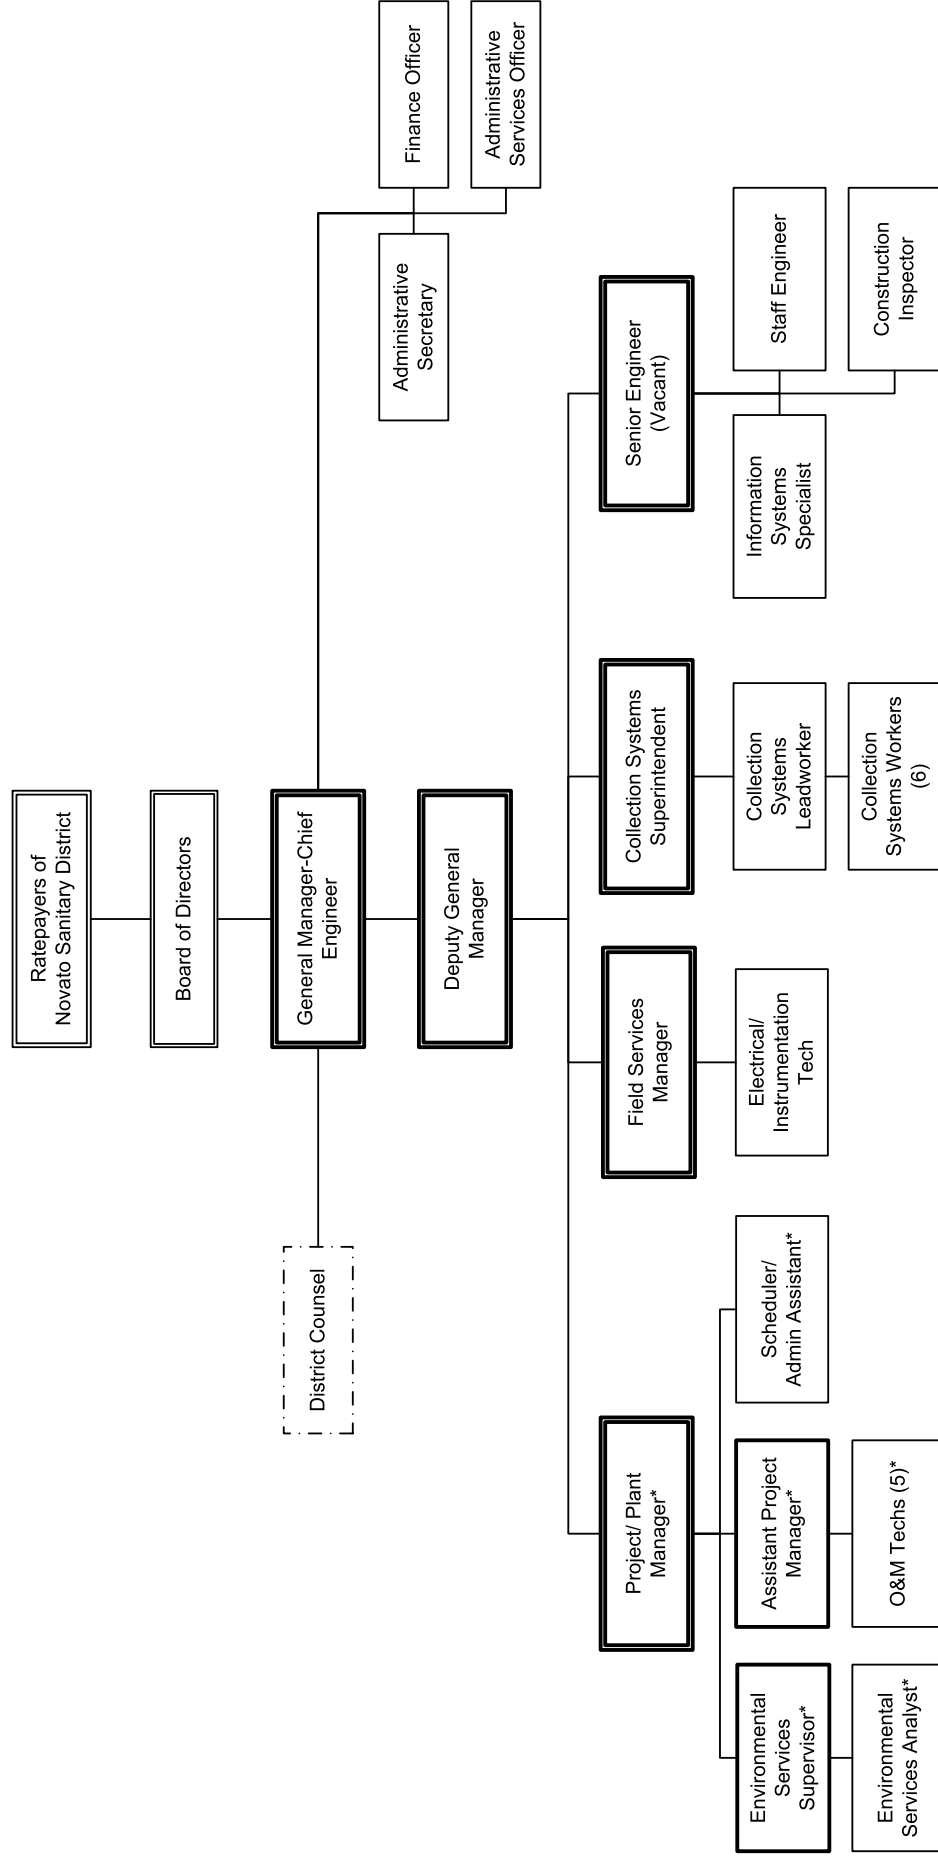 Ratepayers of
Novato Sanitary District
Board of Directors
District Counsel
General Manager-Chief
Engineer
Deputy General
Manager
Administrative
Secretary
Finance Officer
Administrative
Services Officer
Project/ Plant
Manager*
Field Services
Manager
Collection Systems
Superintendent
Senior Engineer
(Vacant)
Environmental
Services
Supervisor*
Assistant Project
Manager*
Scheduler/
Admin Assistant*
Electrical/
Instrumentation
Tech
Collection
Systems
Leadworker
Information
Systems
Specialist
Staff Engineer
Environmental
Services Analyst*
O&M Techs (5)*
Collection
Systems Workers
(6)
Construction
Inspector